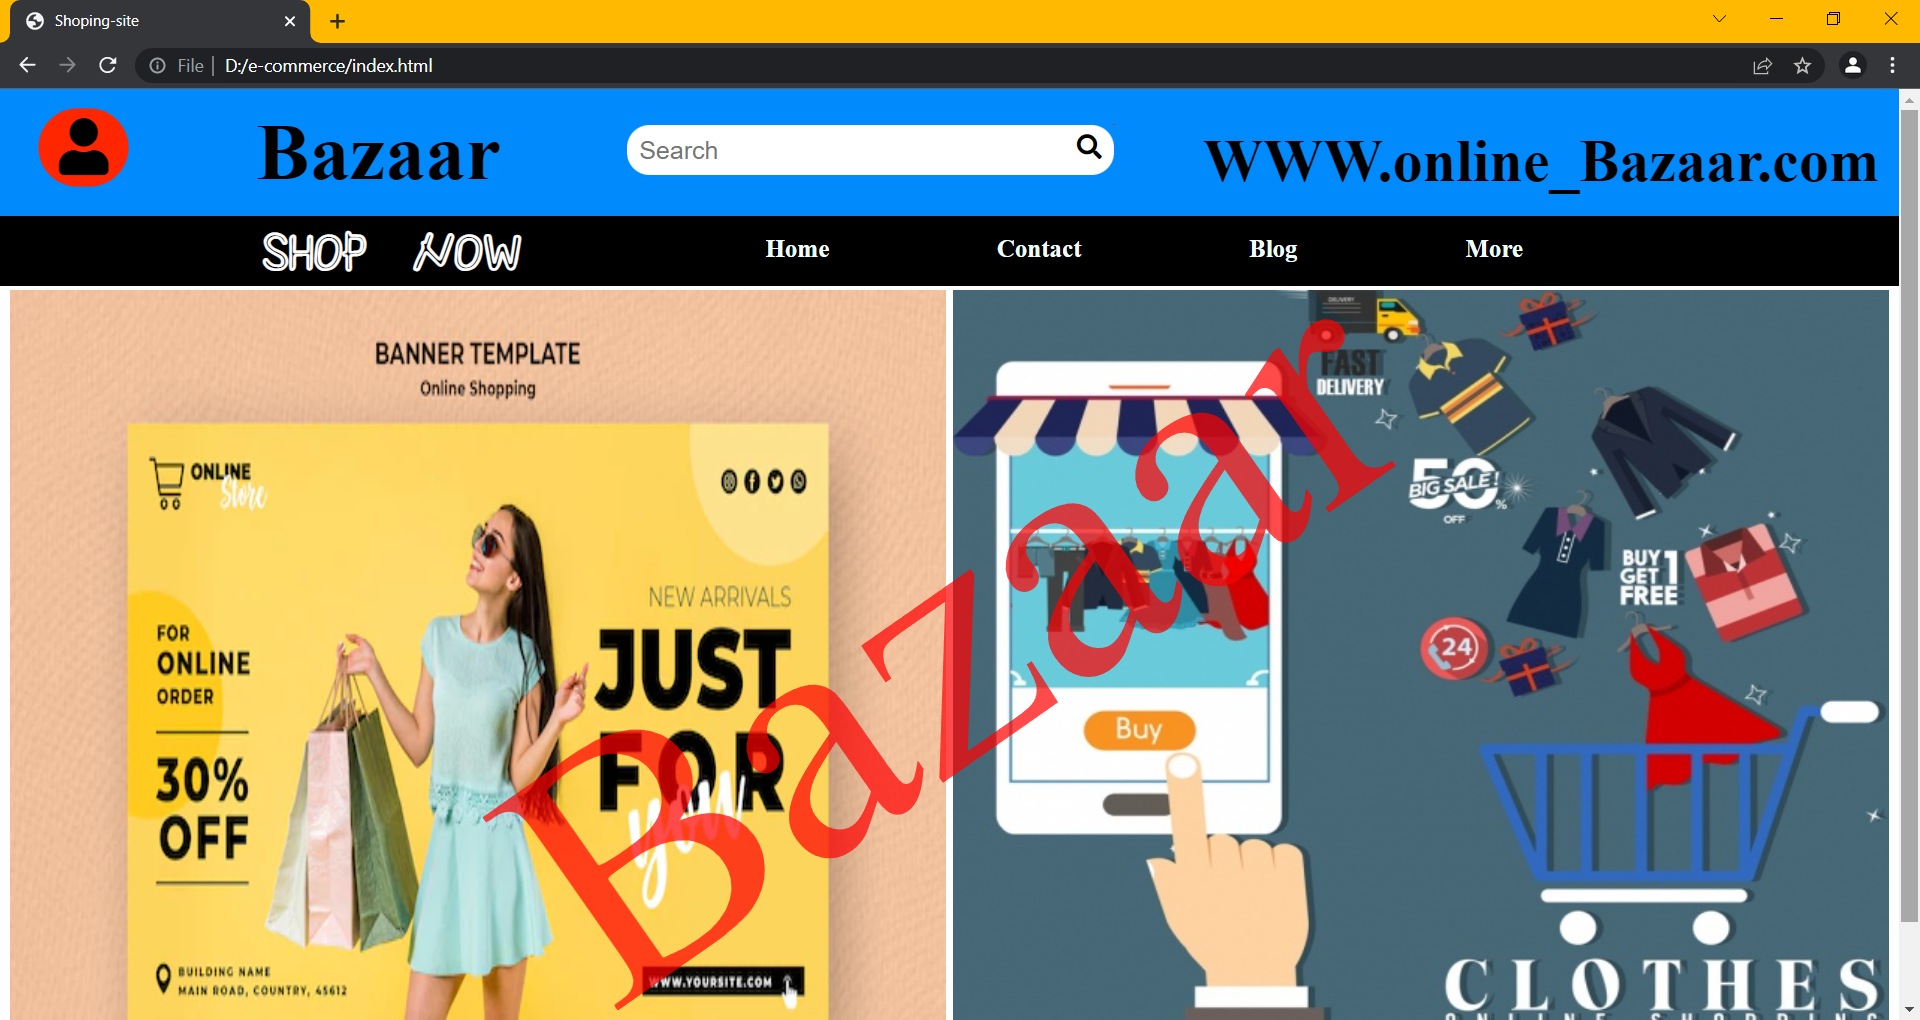 Shoping-site
File
D:/e-commerce/index.html
Bazaar
Search
WWW.online_Bazaar.com
SHOP NOW
Home
Contact
Blog
More
BANNER TEMPLATE
Online Shopping
ONLINE
Store
NEW ARRIVALS
JUST
FOR
you
FOR
ONLINE
ORDER
30%
OFF
BUILDING NAME
MAIN ROAD, COUNTRY, 45612
WWW.YOURSITE.COM
Bazaar
DELIVERY
FAST
DELIVERY
50%
BIG SALE!
OFF
BUY 1
GET
FREE
24
Buy
CLOTHES
ONLINE SHOPPING